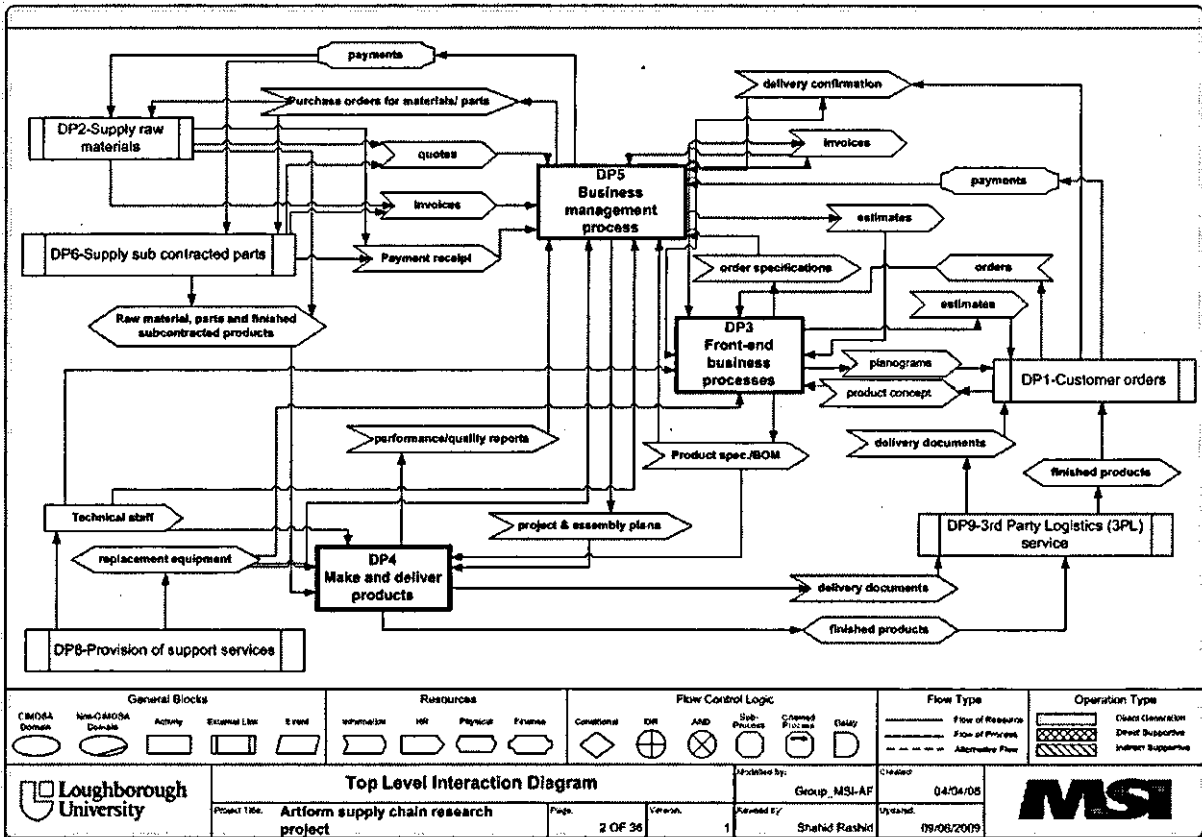 payments
Purchase orders for materials/ parts
delivery confirmation
DP2-Supply raw
materials
quotes
invoices
DP5
Business
management
process
payments
invoices
estimates
DP6-Supply sub contracted parts
Payment receipt
order specifications
orders
Raw material, parts and finished
subcontracted products
estimates
DP3
Front-end
business
processes
planograms
product concept
DP1-Customer orders
performance/quality reports
Product spec./BOM
delivery documents
finished products
Technical staff
project & assembly plans
DP9-3rd Party Logistics (3PL)
service
replacement equipment
DP4
Make and deliver
products
delivery documents
finished products
DP8-Provision of support services
General Blocks
Resources
Flow Control Logic
Flow Type
Operation Type
CIMOSA
Domain
Non-CIMOSA
Domain
Activity
External Link
Event
Information
HR
Physical
Finance
Conditional
OR
AND
Sub-
Process
Process
Delay
Flow of Resource
Flow of Process
Alternative Flow
Direct Generation
Direct Supportive
Indirect Supportive
Loughborough
University
Top Level Interaction Diagram
Modelled by:
Group_MSI-AF
Created:
04/04/08
Project Title:
Artform supply chain research
project
Page.
2 OF 36
Version.
1
Revised by
Shahid Rashid
Updated.
09/06/2009
MSI